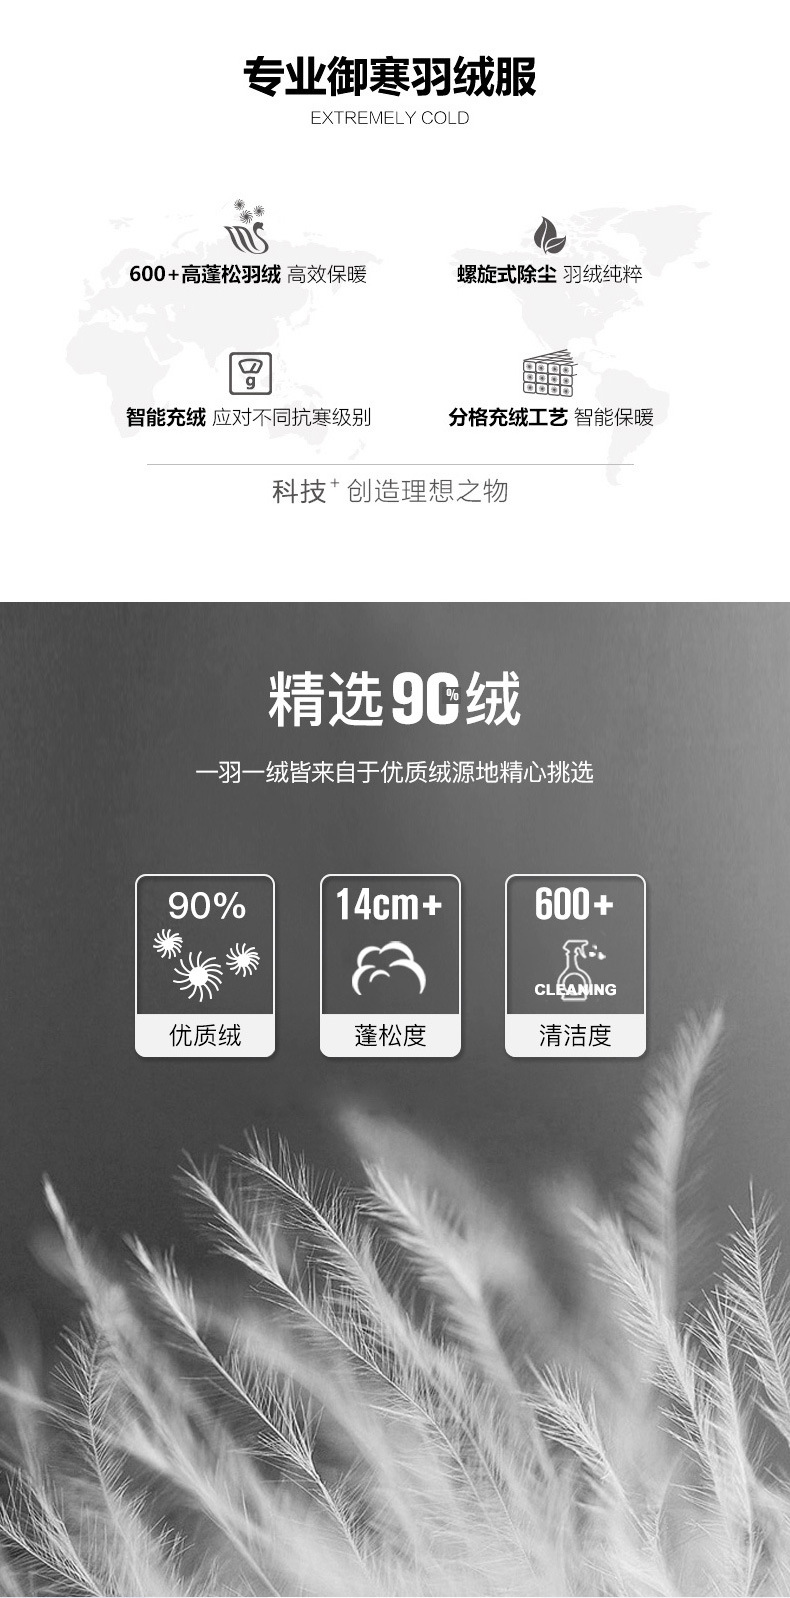 专业御寒羽绒服
EXTREMELY COLD
600+高蓬松羽绒 高效保暖
螺旋式除尘 羽绒纯粹
g
智能充绒 应对不同抗寒级别
分格充绒工艺 智能保暖
科技+ 创造理想之物
精选90%绒
一羽一绒皆来自于优质绒源地精心挑选
90%
优质绒
14cm+
蓬松度
600+
CLEANING
清洁度